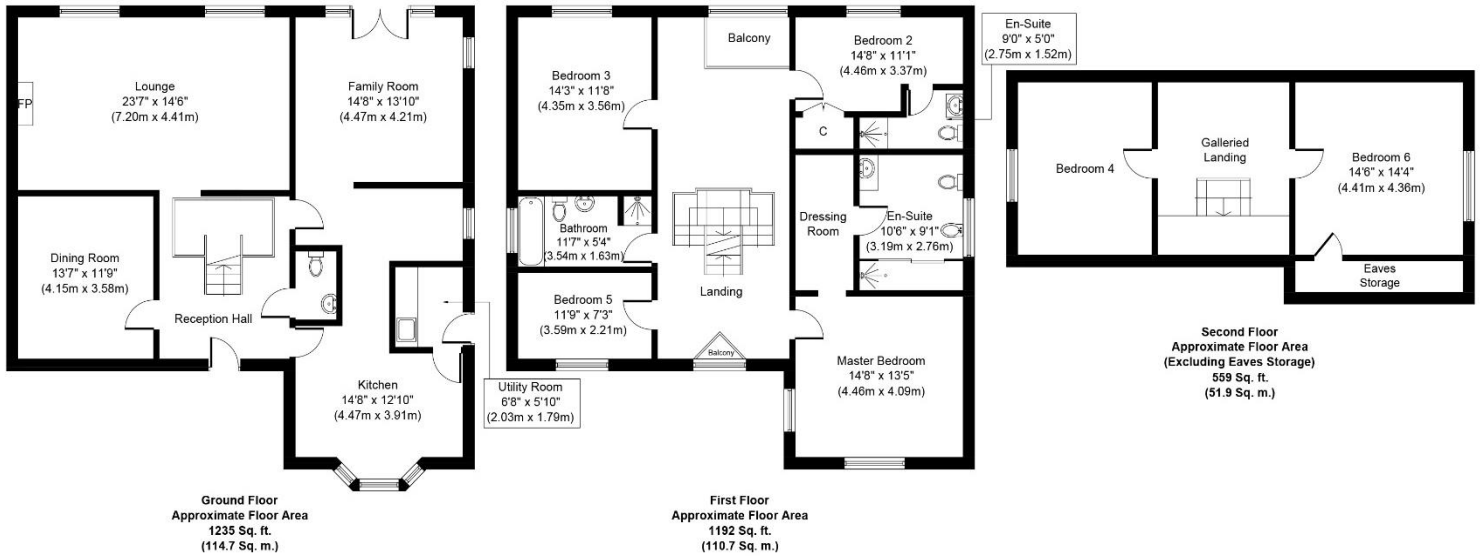 Lounge
23'7" x 14'6"
(7.20m x 4.41m)
FP
Family Room
14'8" x 13'10"
(4.47m x 4.21m)
Dining Room
13'7" x 11'9"
(4.15m x 3.58m)
Reception Hall
Kitchen
14'8" x 12'10"
(4.47m x 3.91m)
Utility Room
6'8" x 5'10"
(2.03m x 1.79m)
Ground Floor
Approximate Floor Area
1235 Sq. ft.
(114.7 Sq. m.)
Bedroom 3
14'3" x 11'8"
(4.35m x 3.56m)
Balcony
Bedroom 2
14'8" x 11'1"
(4.46m x 3.37m)
En-Suite
9'0" x 5'0"
(2.75m x 1.52m)
C
Bathroom
11'7" x 5'4"
(3.54m x 1.63m)
Dressing
Room
En-Suite
10'6" x 9'1"
(3.19m x 2.76m)
Bedroom 5
11'9" x 7'3"
(3.59m x 2.21m)
Landing
Balcony
Master Bedroom
14'8" x 13'5"
(4.46m x 4.09m)
First Floor
Approximate Floor Area
1192 Sq. ft.
(110.7 Sq. m.)
Bedroom 4
Galleried
Landing
Bedroom 6
14'6" x 14'4"
(4.41m x 4.36m)
Eaves
Storage
Second Floor
Approximate Floor Area
(Excluding Eaves Storage)
559 Sq. ft.
(51.9 Sq. m.)